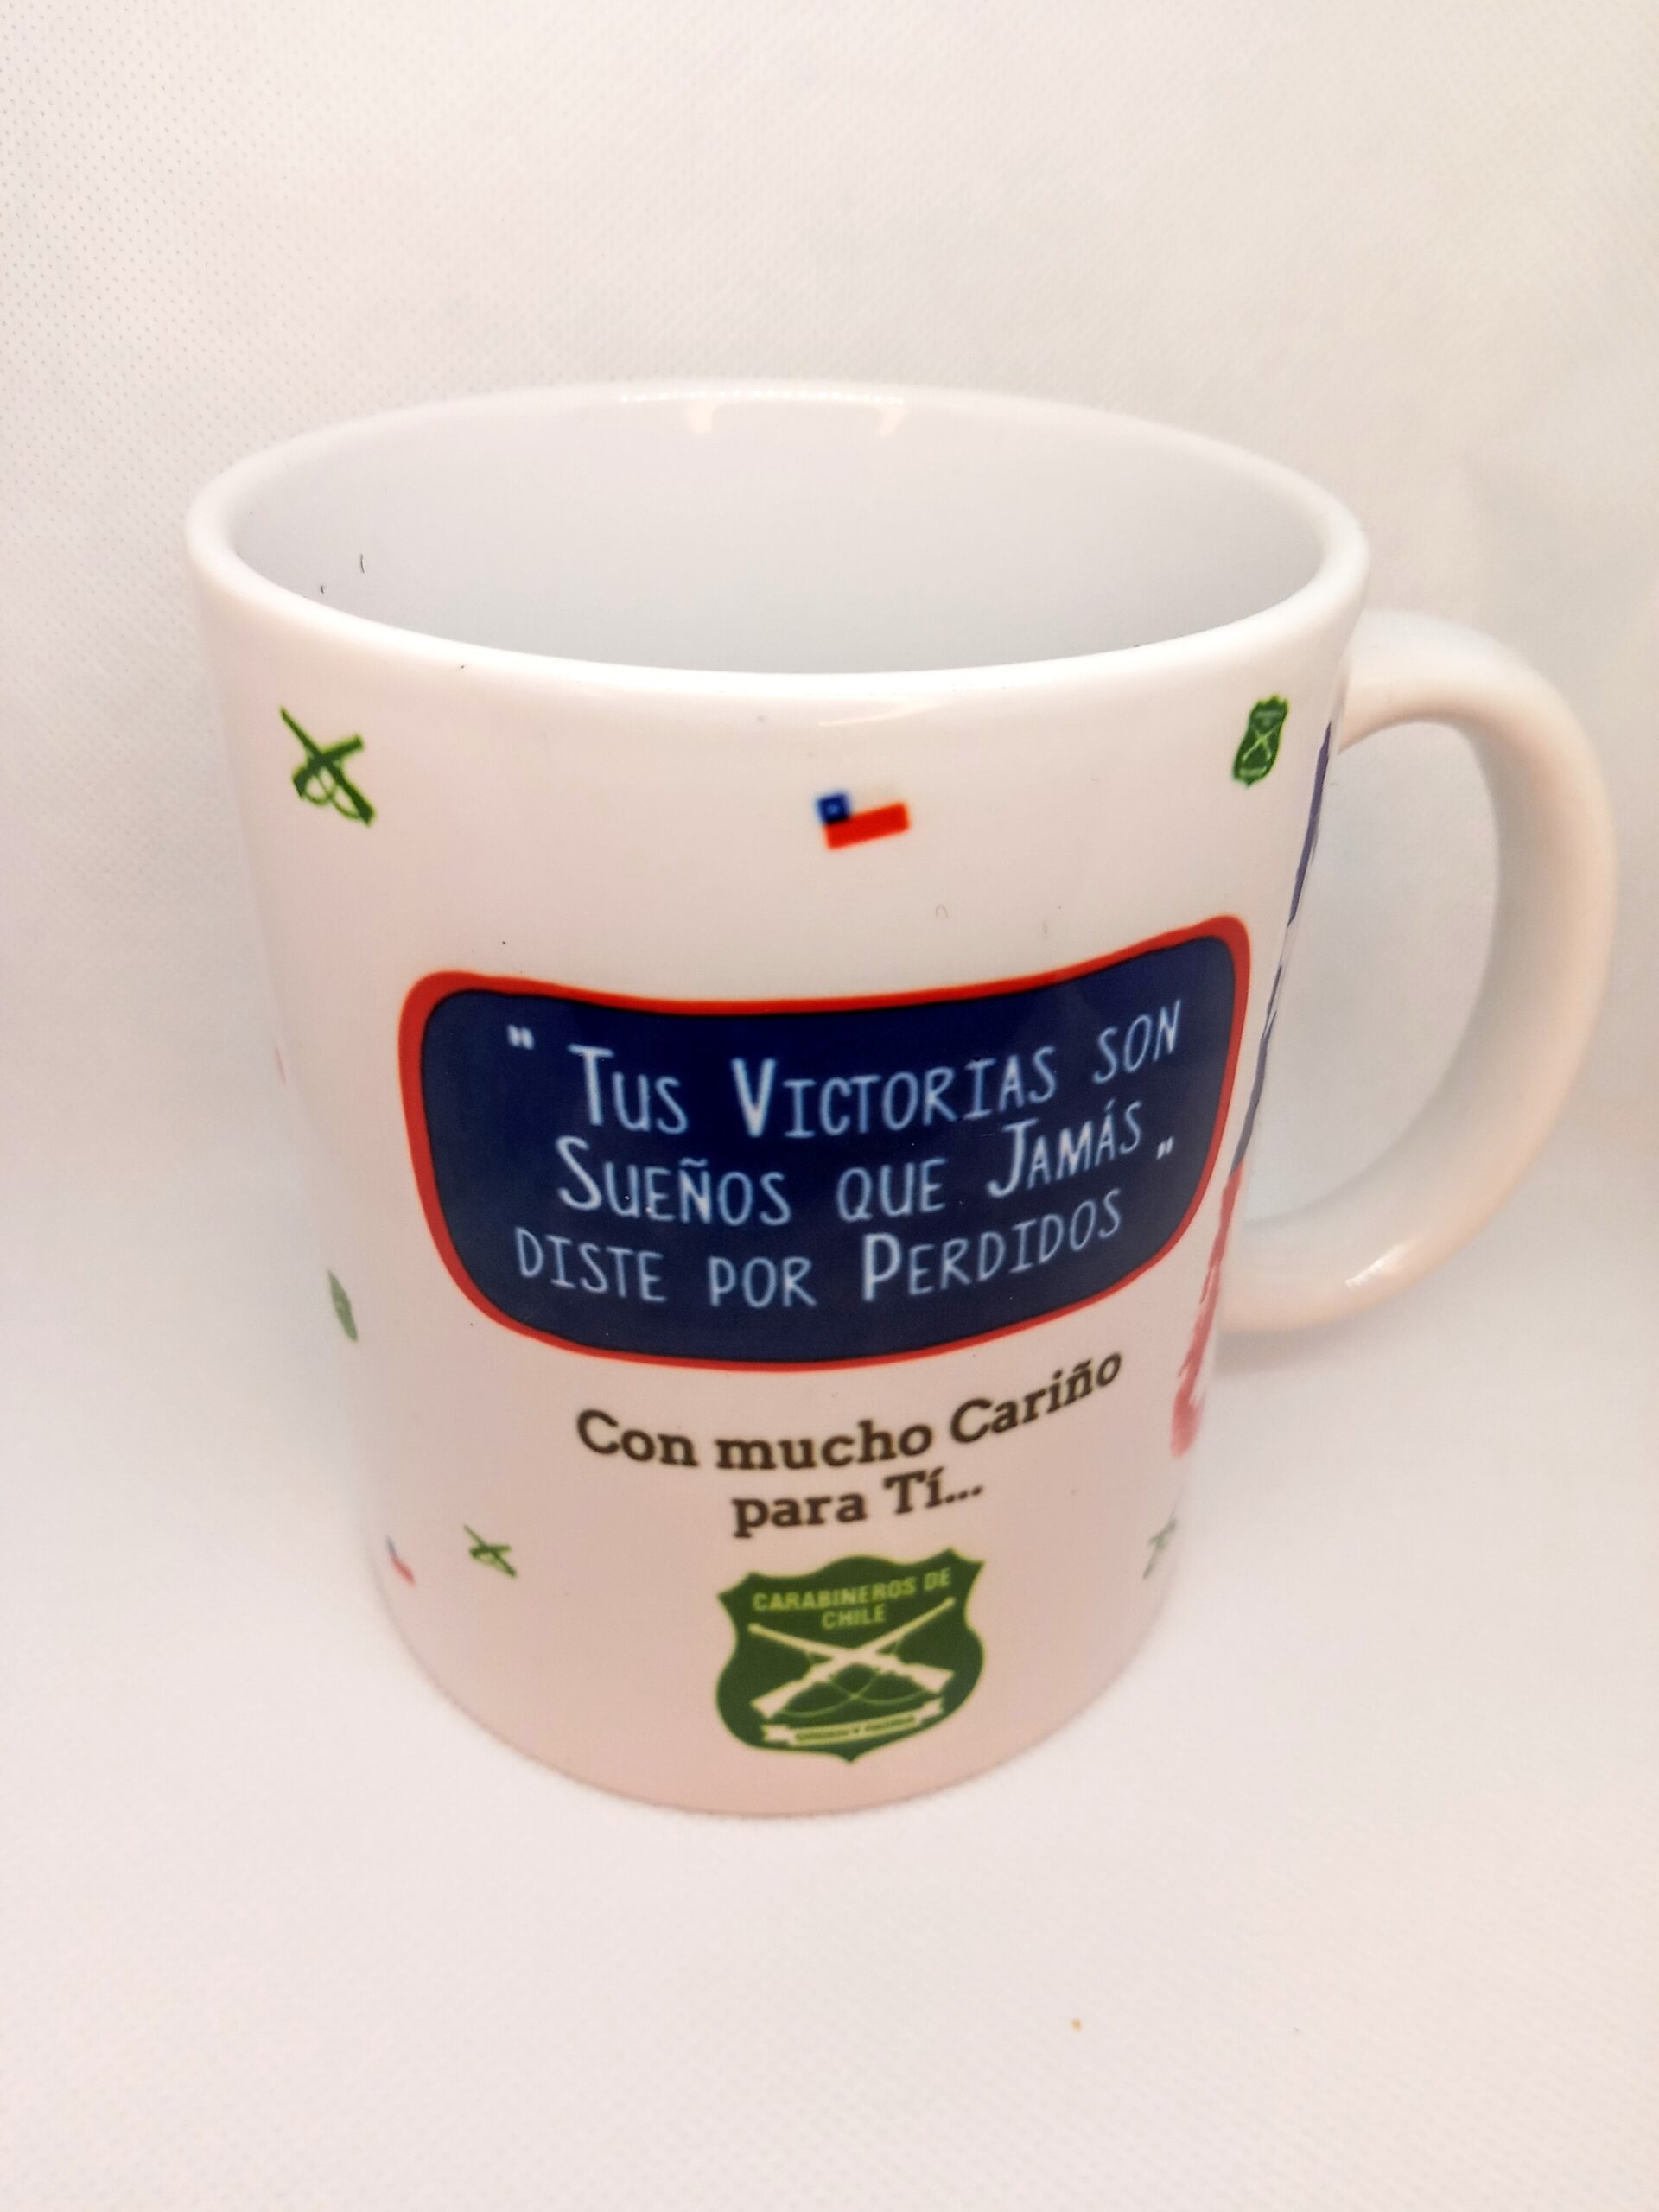 " Tus Victorias son
Sueños que Jamás "
diste por Perdidos
Con mucho Cariño
para Tí...
CARABINEROS DE
CHILE